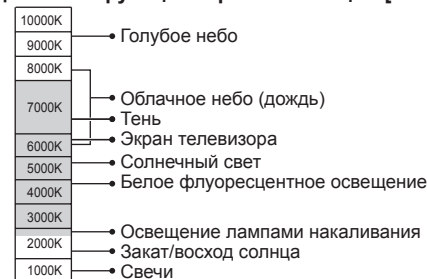 10000K
9000K
Голубое небо
8000K
7000K
Облачное небо (дождь)
Тень
6000K
Экран телевизора
5000K
Солнечный свет
4000K
Белое флуоресцентное освещение
3000K
Освещение лампами накаливания
2000K
Закат/восход солнца
1000K
Свечи